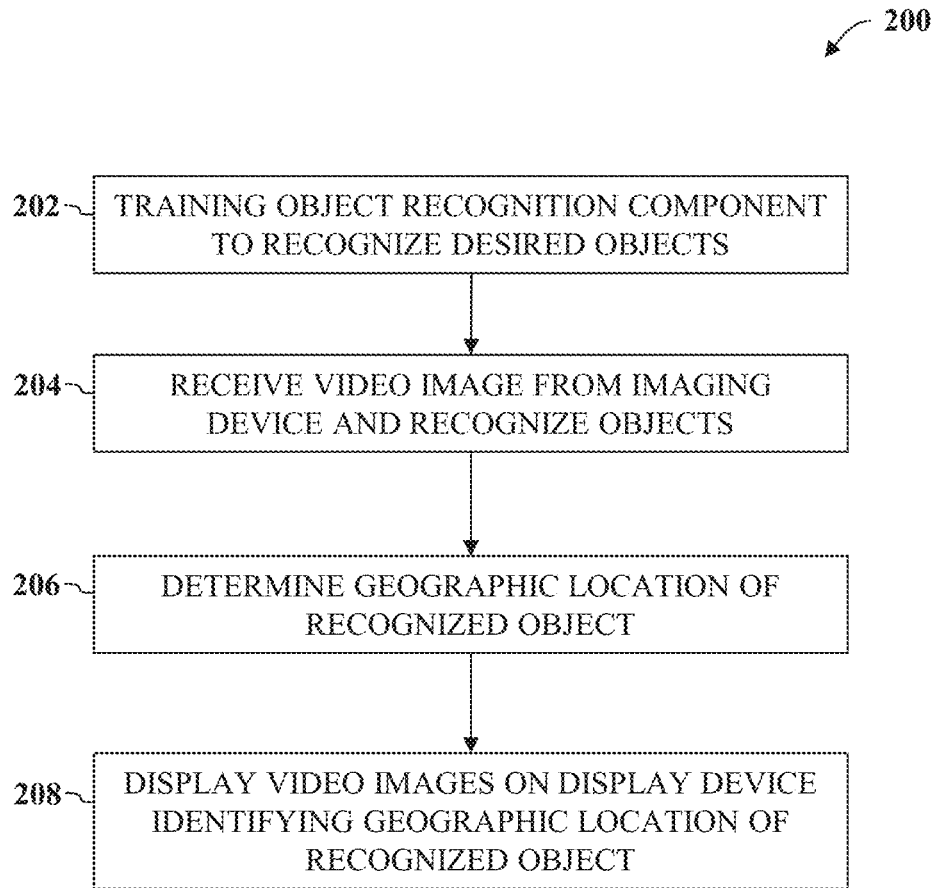 200
202
TRAINING OBJECT RECOGNITION COMPONENT
TO RECOGNIZE DESIRED OBJECTS
204
RECEIVE VIDEO IMAGE FROM IMAGING
DEVICE AND RECOGNIZE OBJECTS
206
DETERMINE GEOGRAPHIC LOCATION OF
RECOGNIZED OBJECT
208
DISPLAY VIDEO IMAGES ON DISPLAY DEVICE
IDENTIFYING GEOGRAPHIC LOCATION OF
RECOGNIZED OBJECT